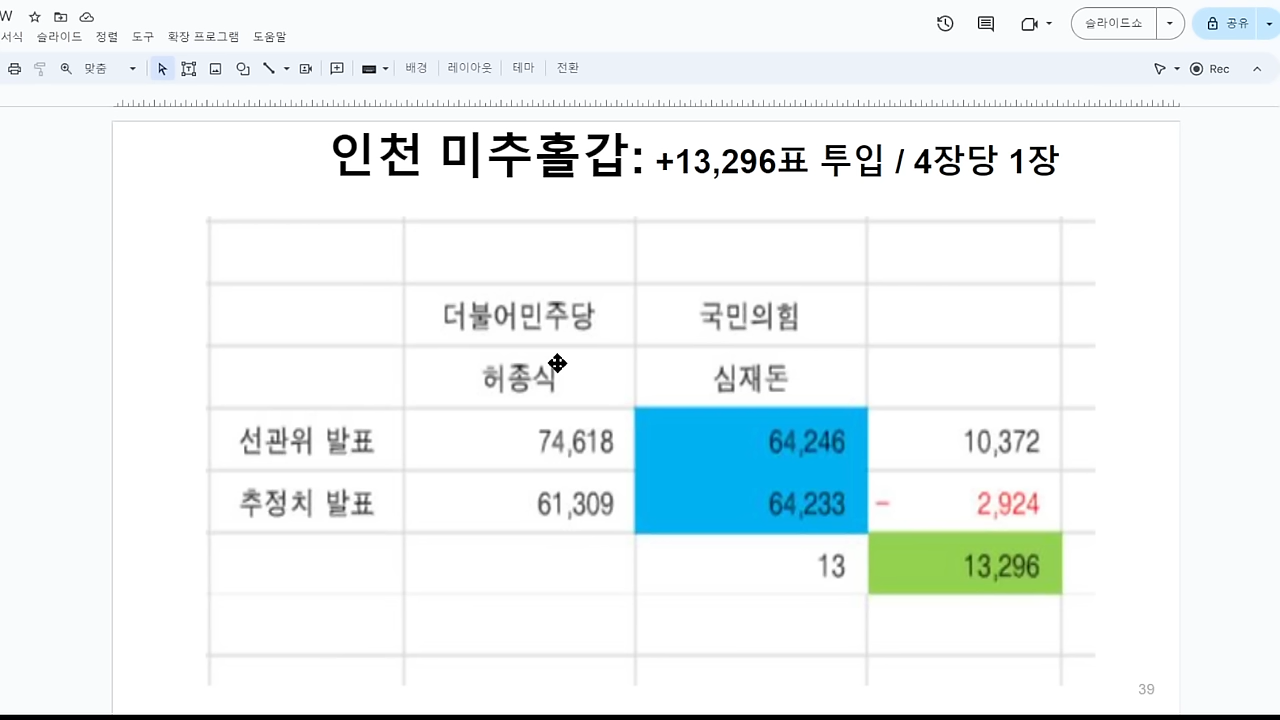 W
서식 슬라이드 정렬 도구 확장 프로그램 도움말
슬라이드쇼
공유
맞춤
배경 레이아웃 테마 전환
Rec
인천 미추홀갑: +13,296표 투입 / 4장당 1장
더불어민주당 국민의힘
허종식 심재돈
선관위 발표 74,618 64,246 10,372
추정치 발표 61,309 64,233 - 2,924
13 13,296
39